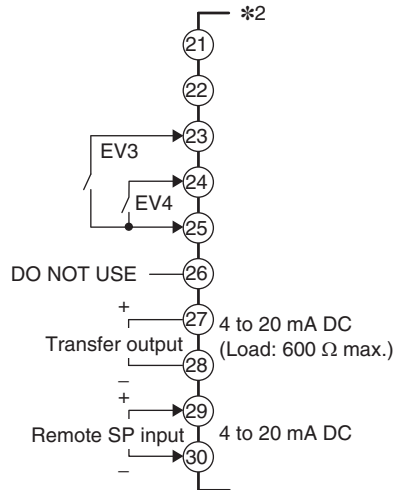 ✱2
21
22
23
EV3
24
EV4
25
DO NOT USE
26
+
27
4 to 20 mA DC
Transfer output
(Load: 600 Ω max.)
28
–
+
29
Remote SP input
4 to 20 mA DC
30
–